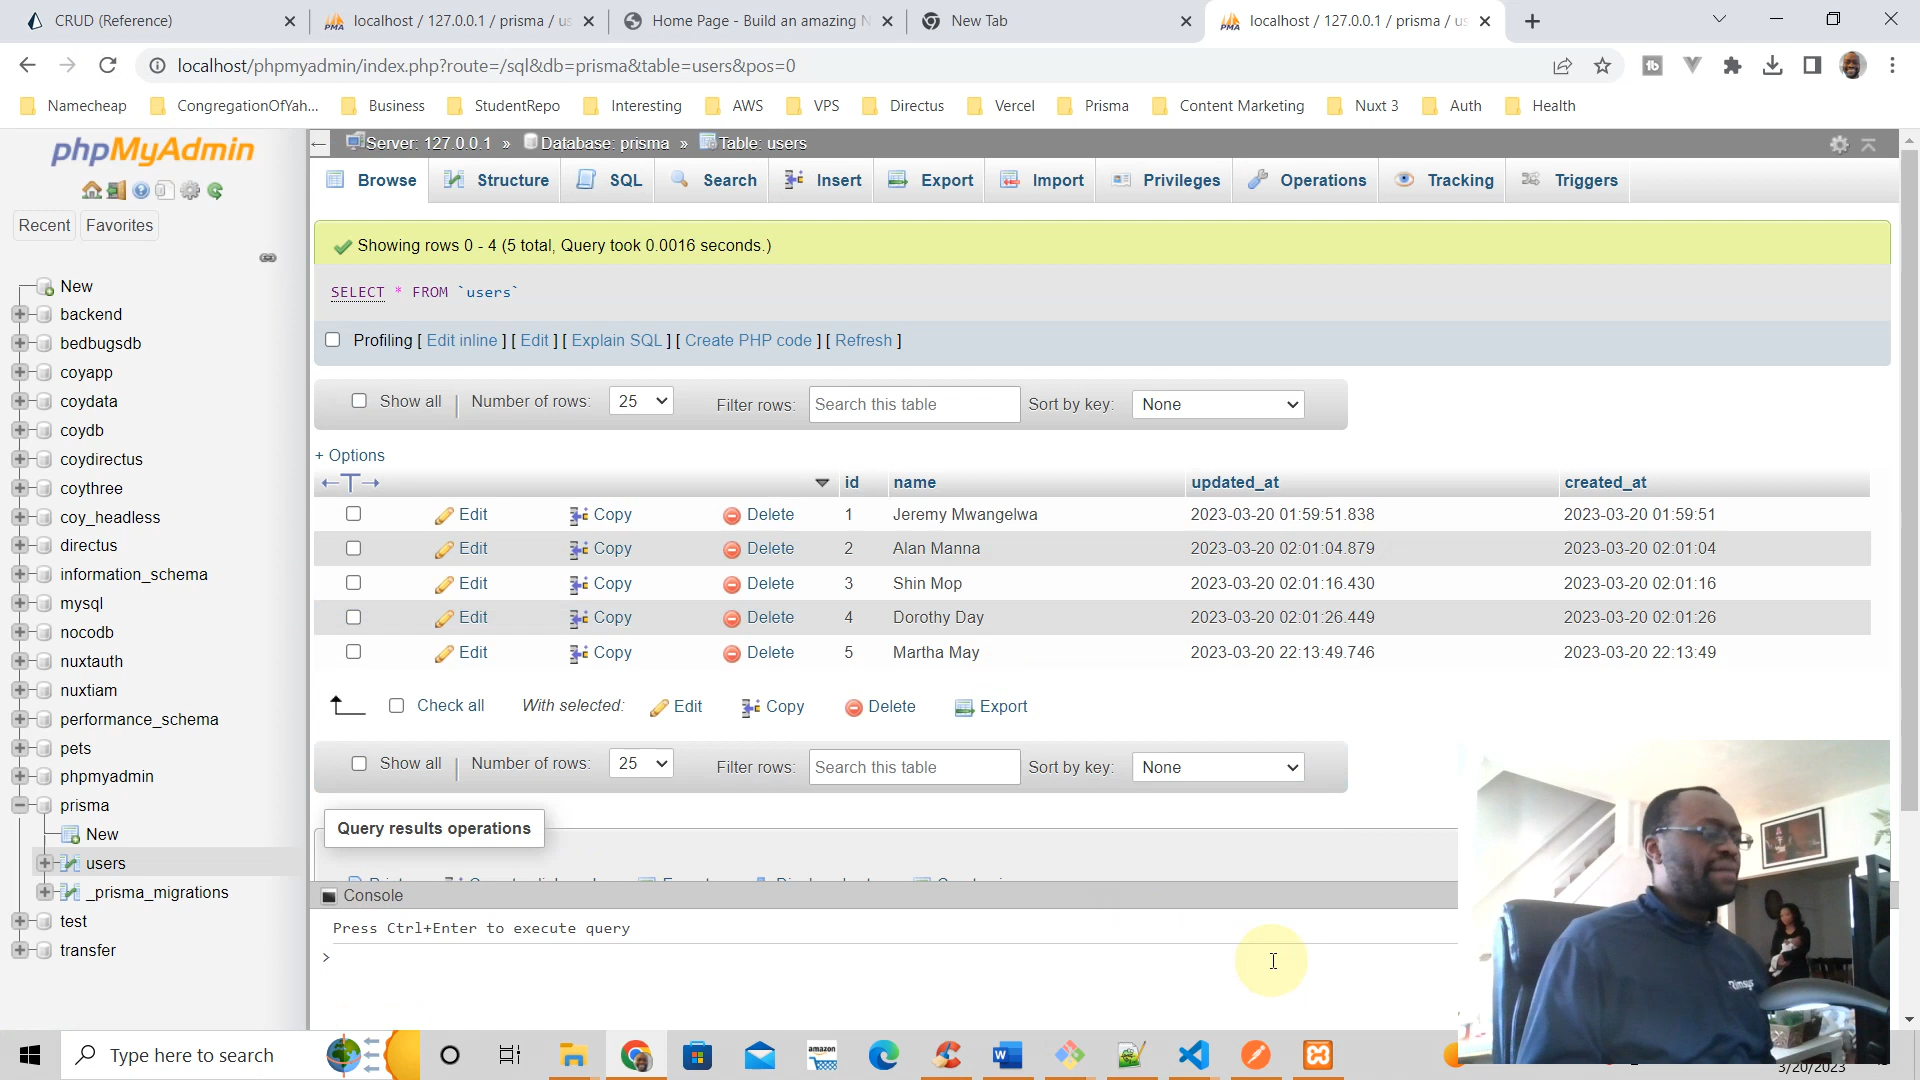 CRUD (Reference)
localhost / 127.0.0.1 / prisma / us
Home Page - Build an amazing N
New Tab
localhost / 127.0.0.1 / prisma / us
localhost/phpmyadmin/index.php?route=/sql&db=prisma&table=users&pos=0
Namecheap CongregationOfYah... Business StudentRepo Interesting AWS VPS Directus Vercel Prisma Content Marketing Nuxt 3 Auth Health
phpMyAdmin
Recent Favorites
New
backend
bedbugsdb
coyapp
coydata
coydb
coydirectus
coythree
coy_headless
directus
information_schema
mysql
nocodb
nuxtauth
nuxtiam
performance_schema
pets
phpmyadmin
prisma
New
users
_prisma_migrations
test
transfer
Server: 127.0.0.1 » Database: prisma » Table: users
Browse Structure SQL Search Insert Export Import Privileges Operations Tracking Triggers
Showing rows 0 - 4 (5 total, Query took 0.0016 seconds.)
SELECT * FROM `users`
Profiling [ Edit inline ] [ Edit ] [ Explain SQL ] [ Create PHP code ] [ Refresh ]
Show all | Number of rows: 25 Filter rows: Search this table Sort by key: None
+ Options
id name updated_at created_at
Edit Copy Delete 1 Jeremy Mwangelwa 2023-03-20 01:59:51.838 2023-03-20 01:59:51
Edit Copy Delete 2 Alan Manna 2023-03-20 02:01:04.879 2023-03-20 02:01:04
Edit Copy Delete 3 Shin Mop 2023-03-20 02:01:16.430 2023-03-20 02:01:16
Edit Copy Delete 4 Dorothy Day 2023-03-20 02:01:26.449 2023-03-20 02:01:26
Edit Copy Delete 5 Martha May 2023-03-20 22:13:49.746 2023-03-20 22:13:49
Check all With selected: Edit Copy Delete Export
Show all | Number of rows: 25 Filter rows: Search this table Sort by key: None
Query results operations
Console
Press Ctrl+Enter to execute query
>
Type here to search
amazon
3/20/2023